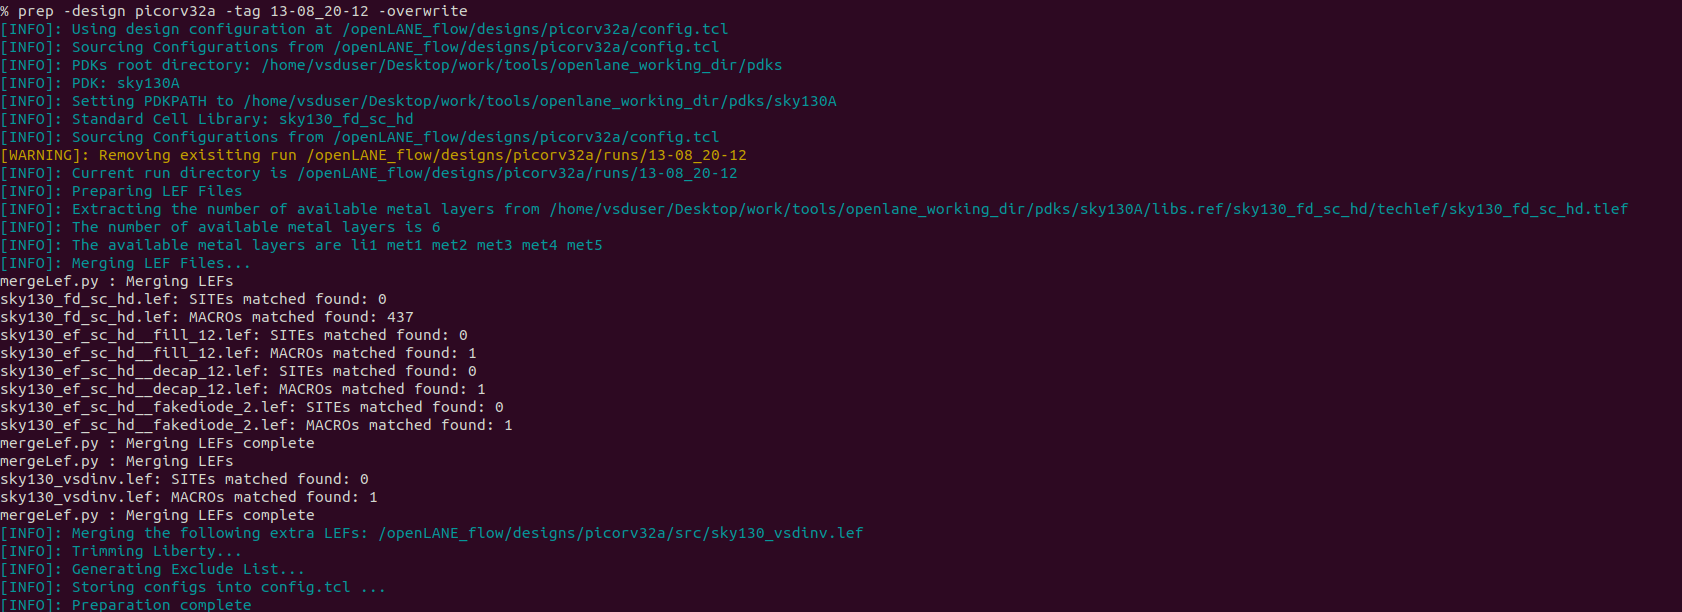 % prep -design picorv32a -tag 13-08_20-12 -overwrite
[INFO]: Using design configuration at /openLANE_flow/designs/picorv32a/config.tcl
[INFO]: Sourcing Configurations from /openLANE_flow/designs/picorv32a/config.tcl
[INFO]: PDKs root directory: /home/vsduser/Desktop/work/tools/openlane_working_dir/pdks
[INFO]: PDK: sky130A
[INFO]: Setting PDKPATH to /home/vsduser/Desktop/work/tools/openlane_working_dir/pdks/sky130A
[INFO]: Standard Cell Library: sky130_fd_sc_hd
[INFO]: Sourcing Configurations from /openLANE_flow/designs/picorv32a/config.tcl
[WARNING]: Removing exisiting run /openLANE_flow/designs/picorv32a/runs/13-08_20-12
[INFO]: Current run directory is /openLANE_flow/designs/picorv32a/runs/13-08_20-12
[INFO]: Preparing LEF Files
[INFO]: Extracting the number of available metal layers from /home/vsduser/Desktop/work/tools/openlane_working_dir/pdks/sky130A/libs.ref/sky130_fd_sc_hd/techlef/sky130_fd_sc_hd.tlef
[INFO]: The number of available metal layers is 6
[INFO]: The available metal layers are li1 met1 met2 met3 met4 met5
[INFO]: Merging LEF Files...
mergeLef.py : Merging LEFs
sky130_fd_sc_hd.lef: SITEs matched found: 0
sky130_fd_sc_hd.lef: MACROs matched found: 437
sky130_ef_sc_hd__fill_12.lef: SITEs matched found: 0
sky130_ef_sc_hd__fill_12.lef: MACROs matched found: 1
sky130_ef_sc_hd__decap_12.lef: SITEs matched found: 0
sky130_ef_sc_hd__decap_12.lef: MACROs matched found: 1
sky130_ef_sc_hd__fakediode_2.lef: SITEs matched found: 0
sky130_ef_sc_hd__fakediode_2.lef: MACROs matched found: 1
mergeLef.py : Merging LEFs complete
mergeLef.py : Merging LEFs
sky130_vsdinv.lef: SITEs matched found: 0
sky130_vsdinv.lef: MACROs matched found: 1
mergeLef.py : Merging LEFs complete
[INFO]: Merging the following extra LEFs: /openLANE_flow/designs/picorv32a/src/sky130_vsdinv.lef
[INFO]: Trimming Liberty...
[INFO]: Generating Exclude List...
[INFO]: Storing configs into config.tcl ...
[INFO]: Preparation complete